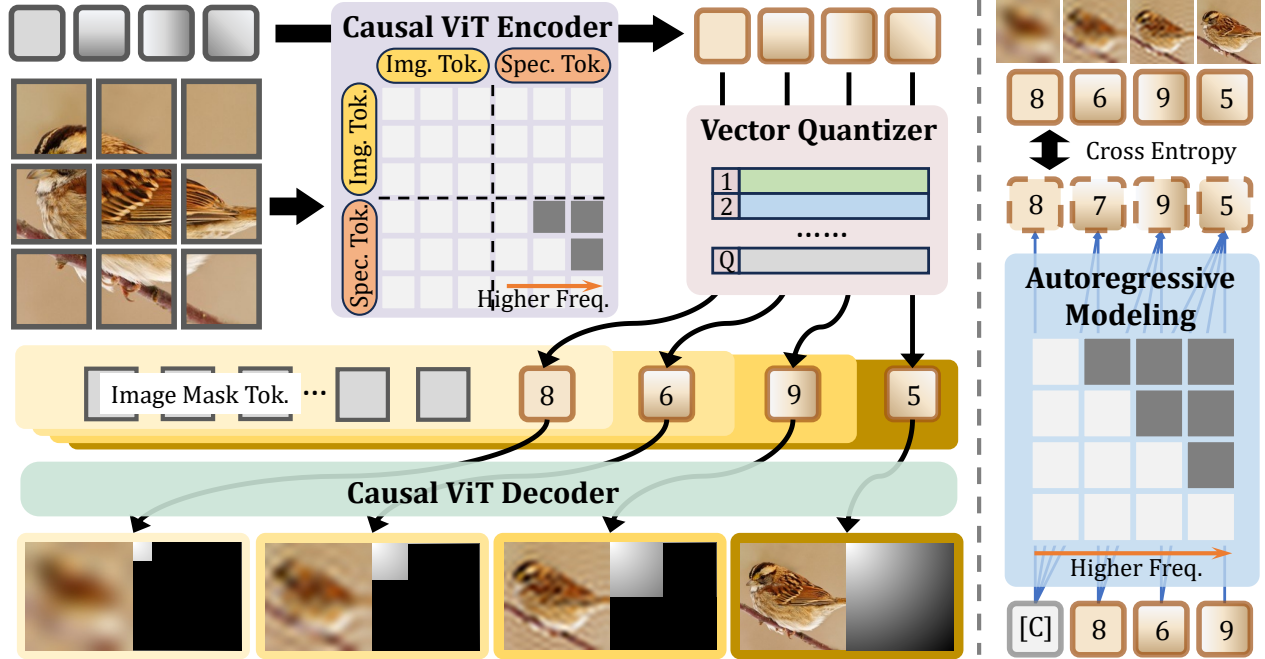 Causal ViT Encoder
Img. Tok.
Spec. Tok.
Img. Tok.
Spec. Tok.
Higher Freq.
Vector Quantizer
1
2
......
Q
Image Mask Tok.
...
8
6
9
5
Causal ViT Decoder
8
6
9
5
Cross Entropy
8
7
9
5
Autoregressive
Modeling
Higher Freq.
[C]
8
6
9